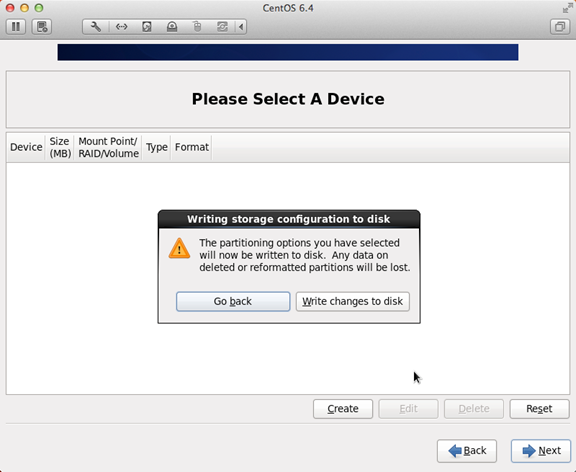 CentOS 6.4
Please Select A Device
Device
Size
(MB)
Mount Point/
RAID/Volume
Type
Format
Writing storage configuration to disk
The partitioning options you have selected
will now be written to disk. Any data on
deleted or reformatted partitions will be lost.
Go back
Write changes to disk
Create
Edit
Delete
Reset
Back
Next